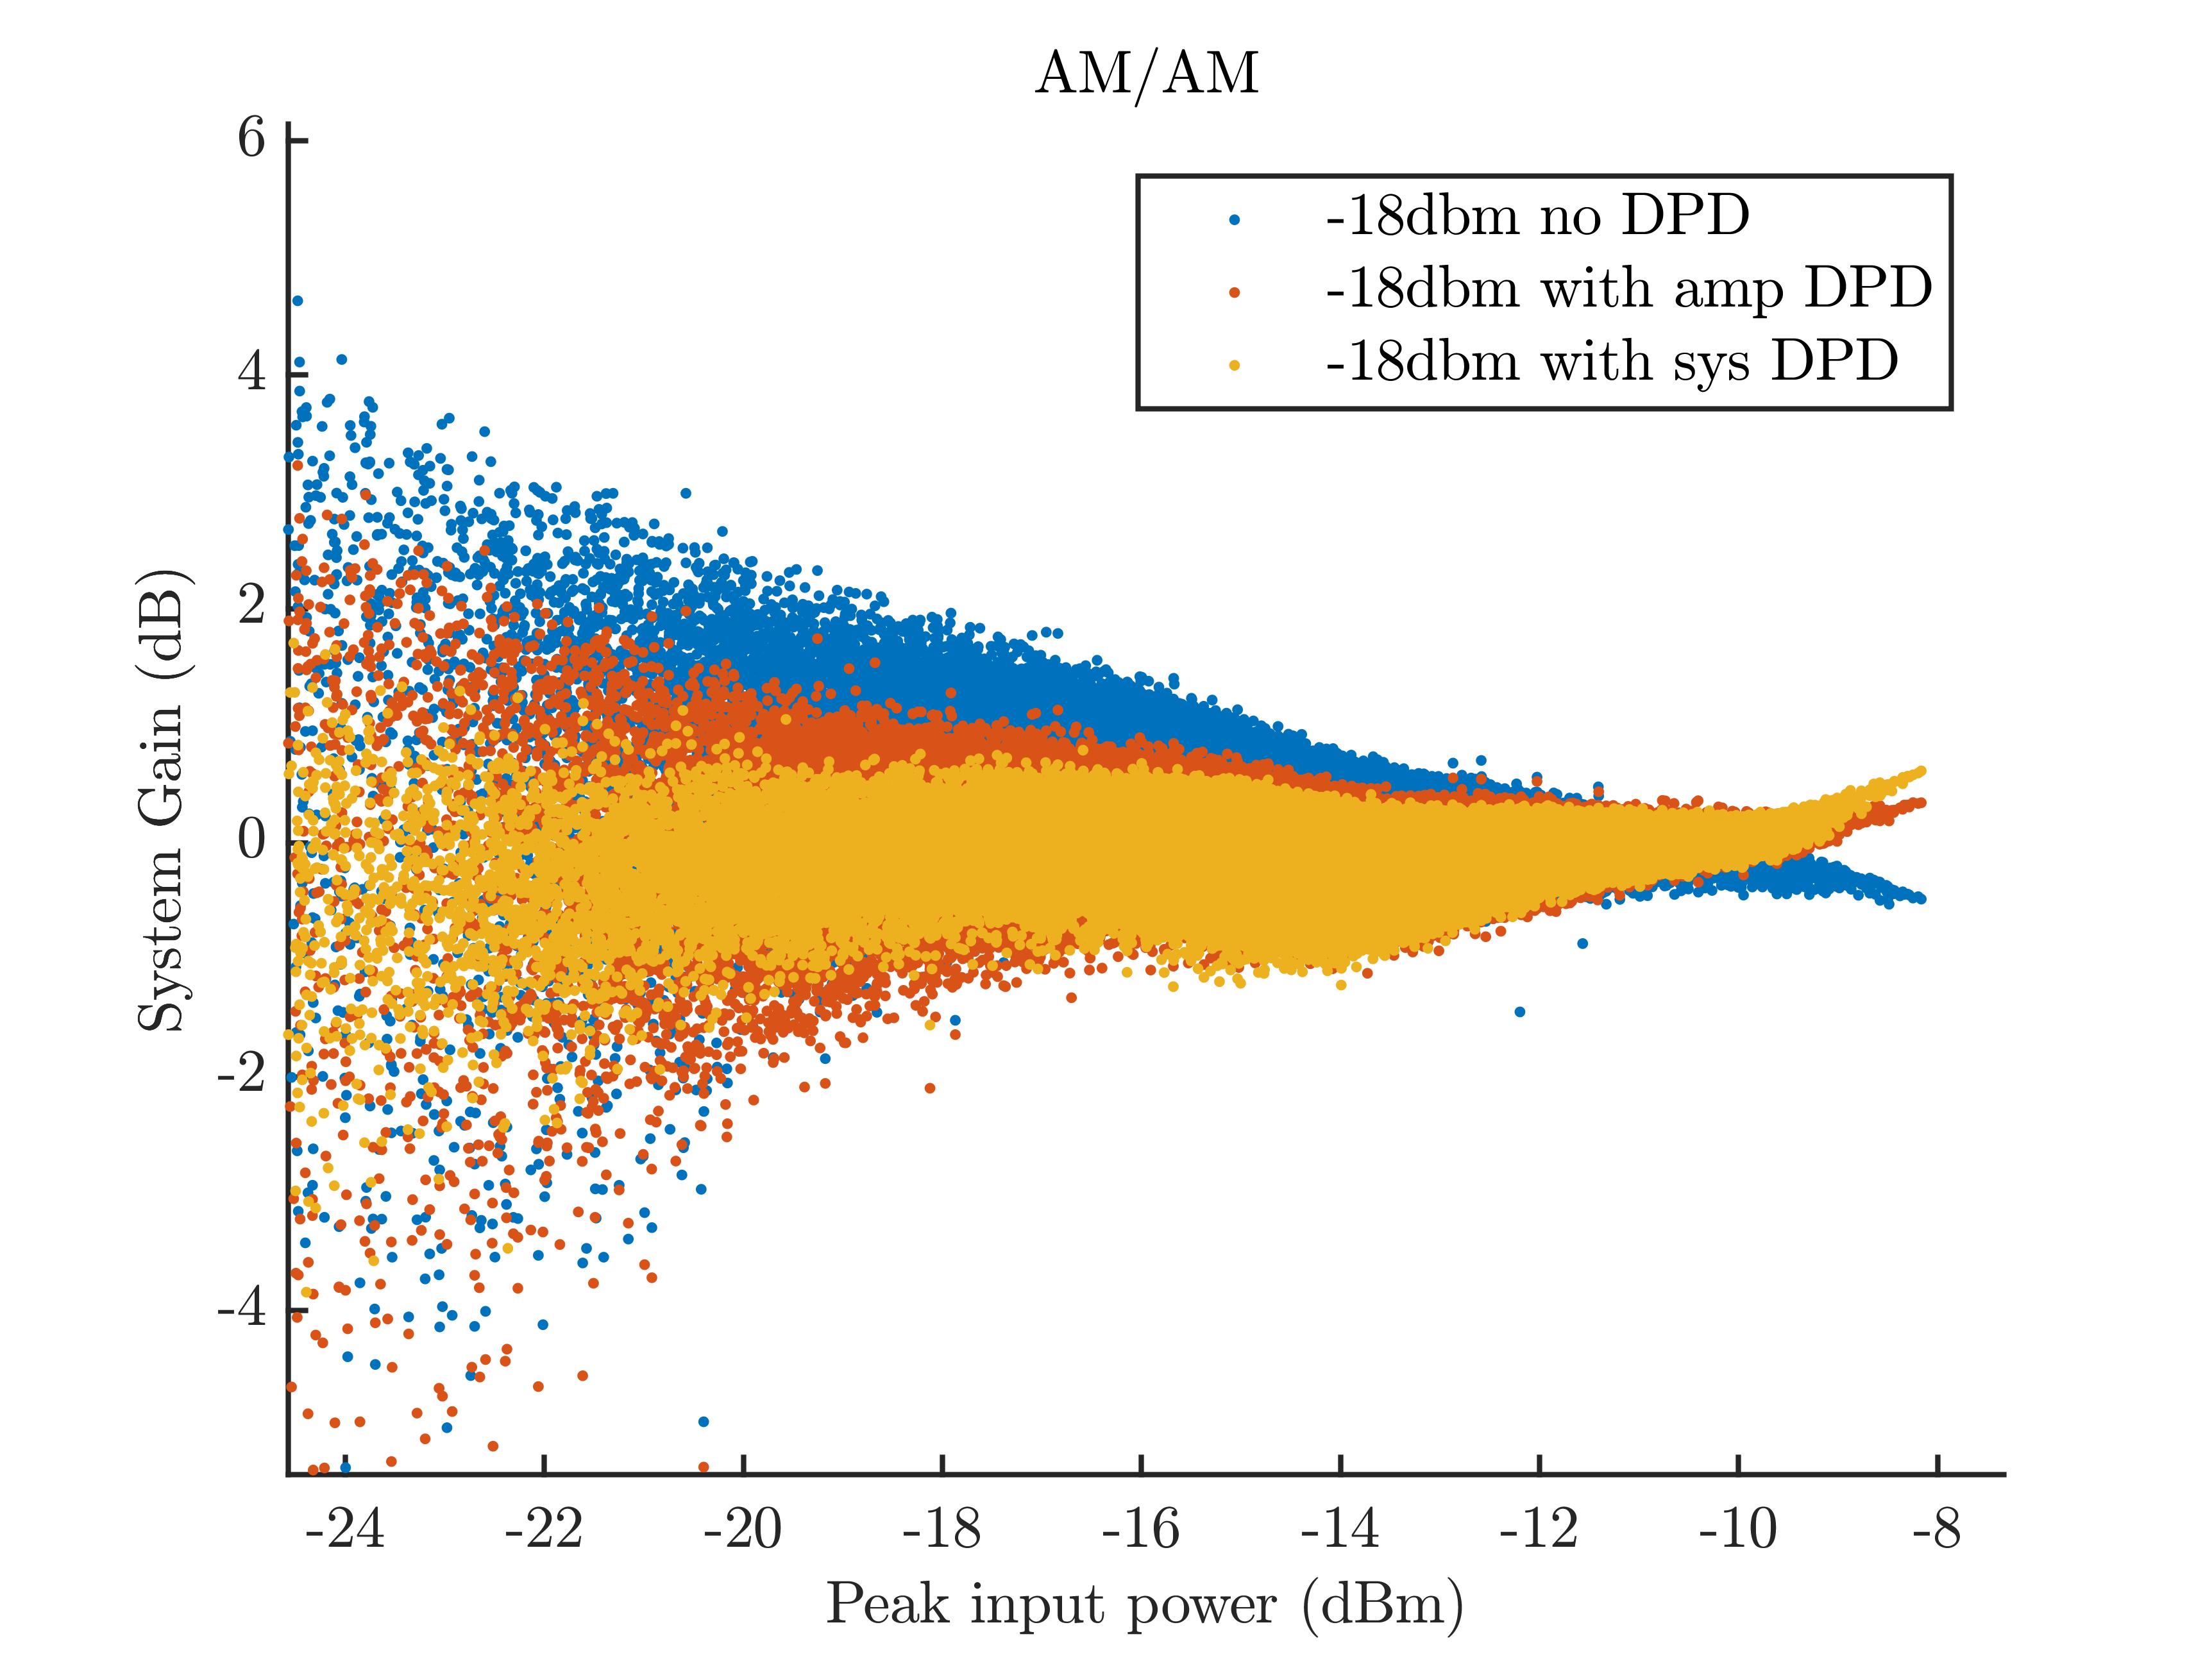 AM/AM
6
4
2
0
-2
-4
System Gain (dB)
-18dbm no DPD
-18dbm with amp DPD
-18dbm with sys DPD
-24 -22 -20 -18 -16 -14 -12 -10 -8
Peak input power (dBm)